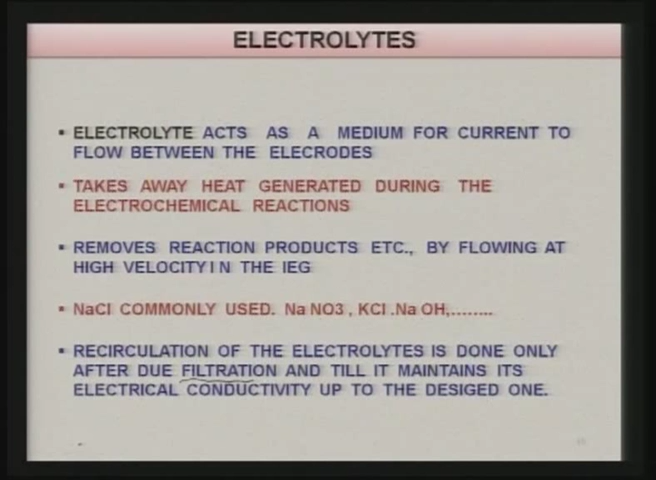 ELECTROLYTES
▪ ELECTROLYTE ACTS AS A MEDIUM FOR CURRENT TO
FLOW BETWEEN THE ELECRODES
▪ TAKES AWAY HEAT GENERATED DURING THE
ELECTROCHEMICAL REACTIONS
▪ REMOVES REACTION PRODUCTS ETC., BY FLOWING AT
HIGH VELOCITY I N THE IEG
▪ NaCl COMMONLY USED. Na NO3 , KCl .Na OH,........
▪ RECIRCULATION OF THE ELECTROLYTES IS DONE ONLY
AFTER DUE FILTRATION AND TILL IT MAINTAINS ITS
ELECTRICAL CONDUCTIVITY UP TO THE DESIGED ONE.